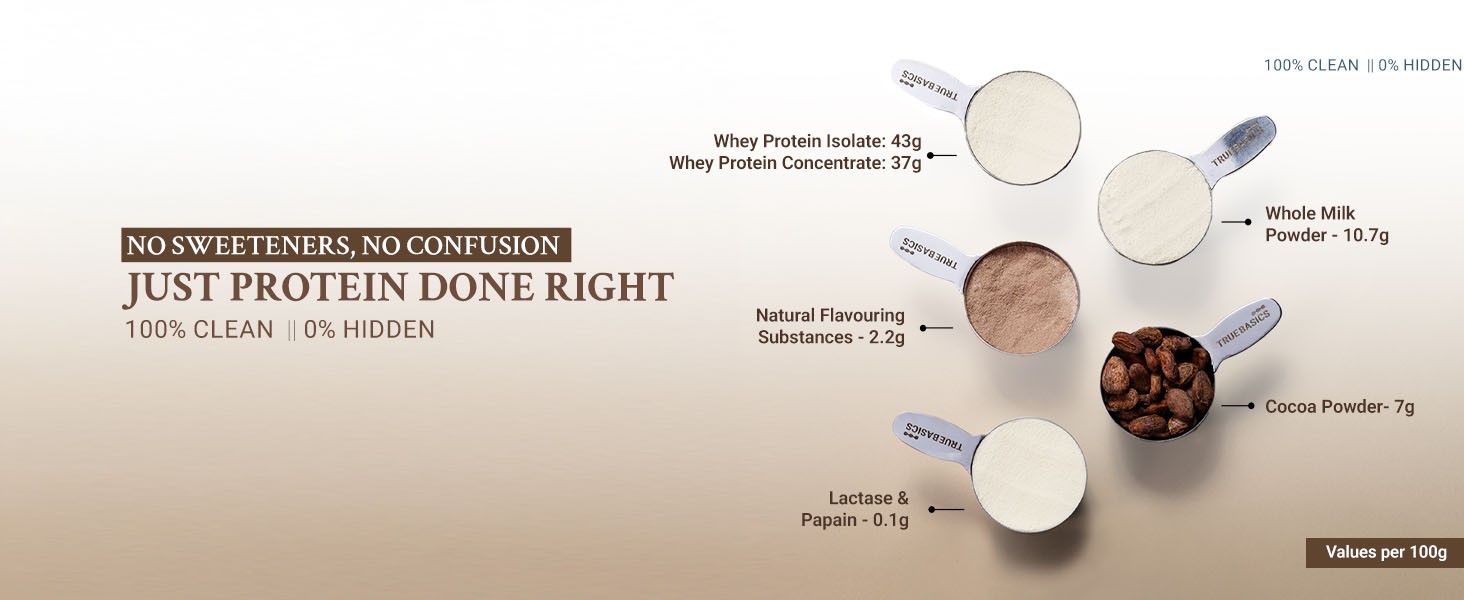 100% CLEAN || 0% HIDDEN
TRUEBASICS
Whey Protein Isolate: 43g
Whey Protein Concentrate: 37g
TRUEBASICS
Whole Milk
Powder - 10.7g
NO SWEETENERS, NO CONFUSION
JUST PROTEIN DONE RIGHT
100% CLEAN || 0% HIDDEN
TRUEBASICS
Natural Flavouring
Substances - 2.2g
TRUEBASICS
Cocoa Powder- 7g
TRUEBASICS
Lactase &
Papain - 0.1g
Values per 100g